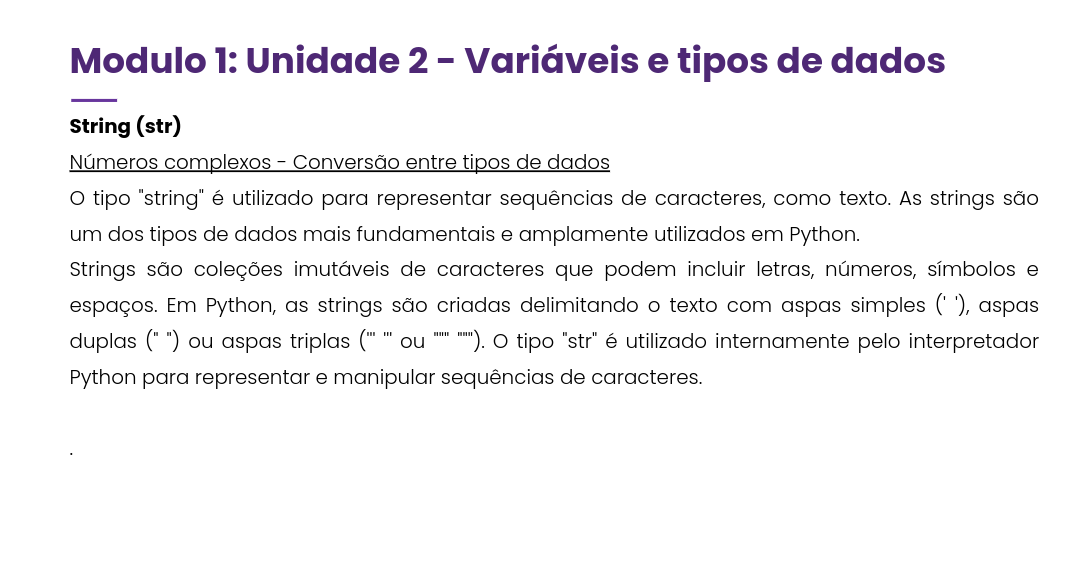 Modulo 1: Unidade 2 - Variáveis e tipos de dados
String (str)
Números complexos - Conversão entre tipos de dados
O tipo "string" é utilizado para representar sequências de caracteres, como texto. As strings são
um dos tipos de dados mais fundamentais e amplamente utilizados em Python.
Strings são coleções imutáveis de caracteres que podem incluir letras, números, símbolos e
espaços. Em Python, as strings são criadas delimitando o texto com aspas simples (' '), aspas
duplas (" ") ou aspas triplas (''' ''' ou """ """). O tipo "str" é utilizado internamente pelo interpretador
Python para representar e manipular sequências de caracteres.
.